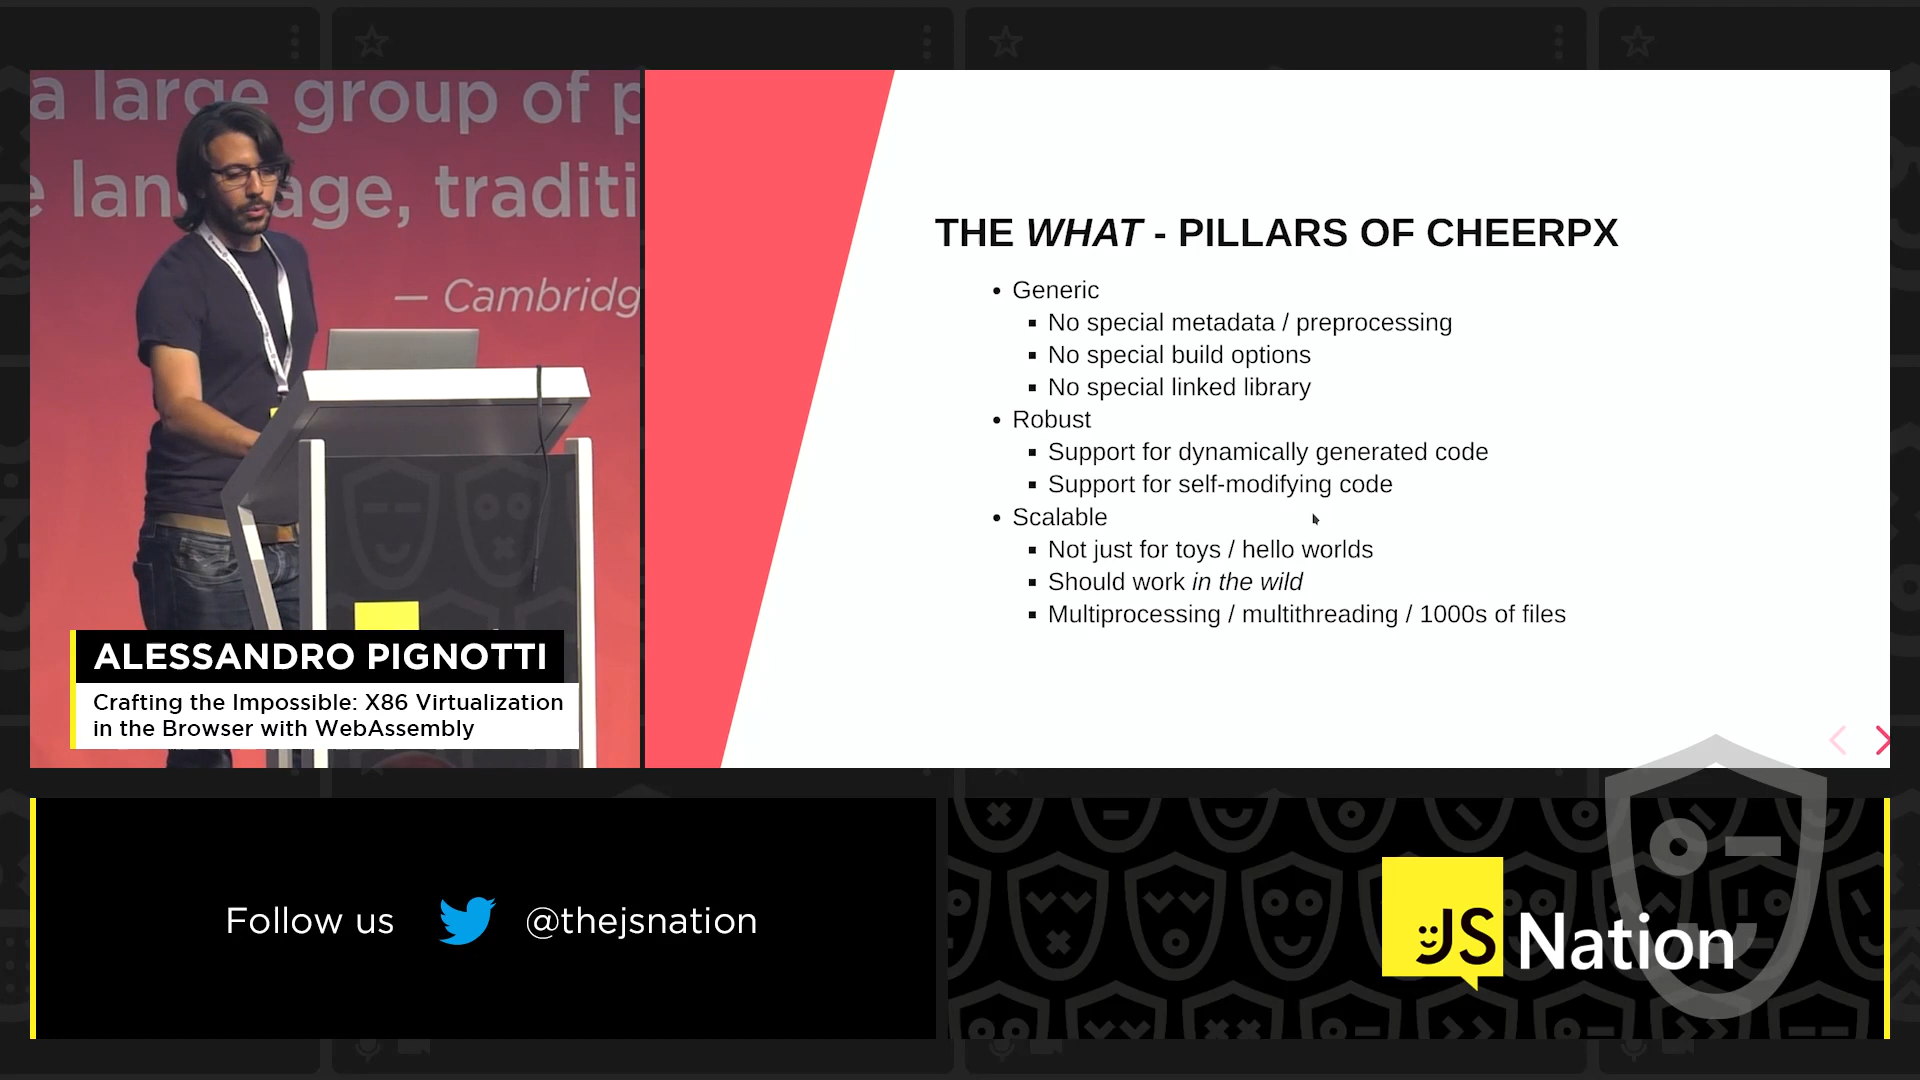 a large group of p
e language, traditi
— Cambridg
THE WHAT - PILLARS OF CHEERPX
• Generic
▪ No special metadata / preprocessing
▪ No special build options
▪ No special linked library
• Robust
▪ Support for dynamically generated code
▪ Support for self-modifying code
• Scalable
▪ Not just for toys / hello worlds
▪ Should work in the wild
▪ Multiprocessing / multithreading / 1000s of files
ALESSANDRO PIGNOTTI
Crafting the Impossible: X86 Virtualization
in the Browser with WebAssembly
Follow us @thejsnation
JS Nation